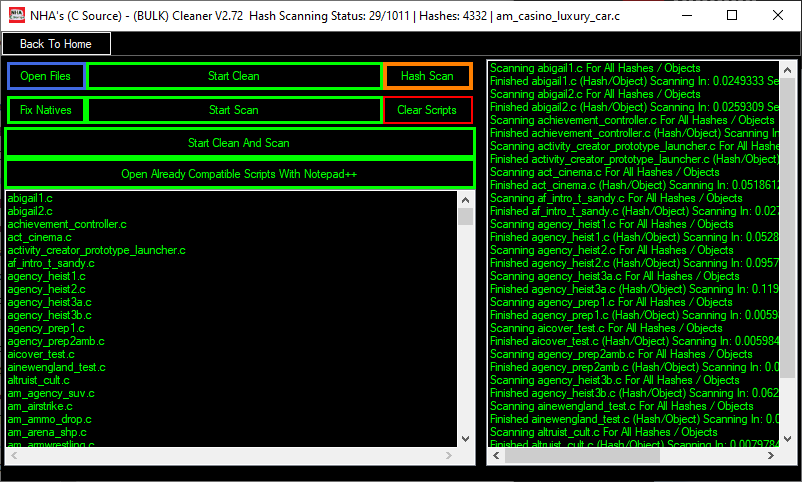 NHA's (C Source) - (BULK) Cleaner V2.72 Hash Scanning Status: 29/1011 | Hashes: 4332 | am_casino_luxury_car.c
Back To Home
Open Files
Start Clean
Hash Scan
Fix Natives
Start Scan
Clear Scripts
Start Clean And Scan
Open Already Compatible Scripts With Notepad++
abigail1.c
abigail2.c
achievement_controller.c
act_cinema.c
activity_creator_prototype_launcher.c
af_intro_t_sandy.c
agency_heist1.c
agency_heist2.c
agency_heist3a.c
agency_heist3b.c
agency_prep1.c
agency_prep2amb.c
aicover_test.c
ainewengland_test.c
altruist_cult.c
am_agency_suv.c
am_airstrike.c
am_ammo_drop.c
am_arena_shp.c
am_armwrestling.c
Scanning abigail1.c For All Hashes / Objects
Finished abigail1.c (Hash/Object) Scanning In: 0.0249333 Se
Scanning abigail2.c For All Hashes / Objects
Finished abigail2.c (Hash/Object) Scanning In: 0.0259309 Se
Scanning achievement_controller.c For All Hashes / Objects
Finished achievement_controller.c (Hash/Object) Scanning In
Scanning activity_creator_prototype_launcher.c For All Hash
Finished activity_creator_prototype_launcher.c (Hash/Objec
Scanning act_cinema.c For All Hashes / Objects
Finished act_cinema.c (Hash/Object) Scanning In: 0.051861
Scanning af_intro_t_sandy.c For All Hashes / Objects
Finished af_intro_t_sandy.c (Hash/Object) Scanning In: 0.027
Scanning agency_heist1.c For All Hashes / Objects
Finished agency_heist1.c (Hash/Object) Scanning In: 0.0528
Scanning agency_heist2.c For All Hashes / Objects
Finished agency_heist2.c (Hash/Object) Scanning In: 0.0957
Scanning agency_heist3a.c For All Hashes / Objects
Finished agency_heist3a.c (Hash/Object) Scanning In: 0.119
Scanning agency_prep1.c For All Hashes / Objects
Finished agency_prep1.c (Hash/Object) Scanning In: 0.0059
Scanning aicover_test.c For All Hashes / Objects
Finished aicover_test.c (Hash/Object) Scanning In: 0.005984
Scanning agency_prep2amb.c For All Hashes / Objects
Finished agency_prep2amb.c (Hash/Object) Scanning In: 0.0
Scanning agency_heist3b.c For All Hashes / Objects
Finished agency_heist3b.c (Hash/Object) Scanning In: 0.062
Scanning ainewengland_test.c For All Hashes / Objects
Finished ainewengland_test.c (Hash/Object) Scanning In: 0.0
Scanning altruist_cult.c For All Hashes / Objects
Finished altruist_cult.c (Hash/Object) Scanning In: 0.0079784